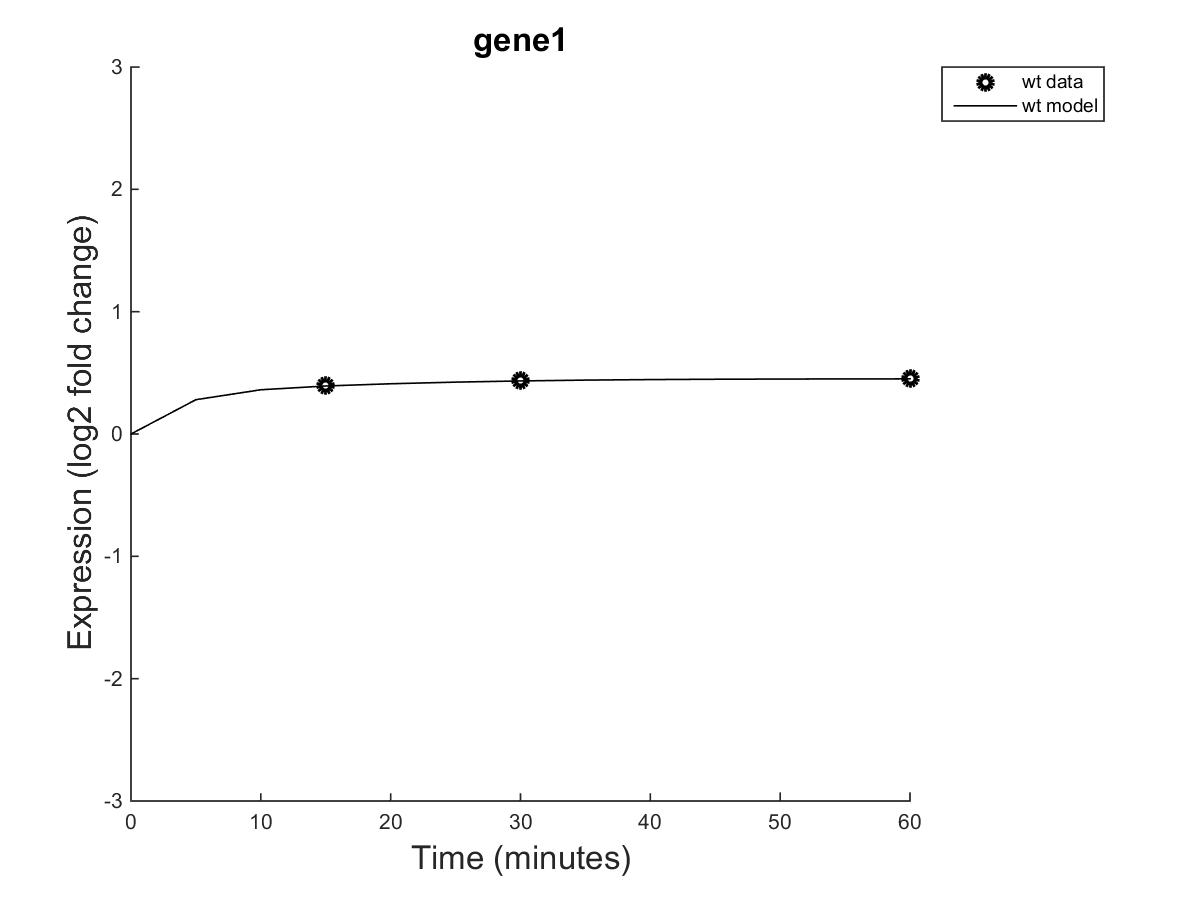 gene1
wt data
wt model
Expression (log2 fold change)
3
2
1
0
-1
-2
-3
0 10 20 30 40 50 60
Time (minutes)